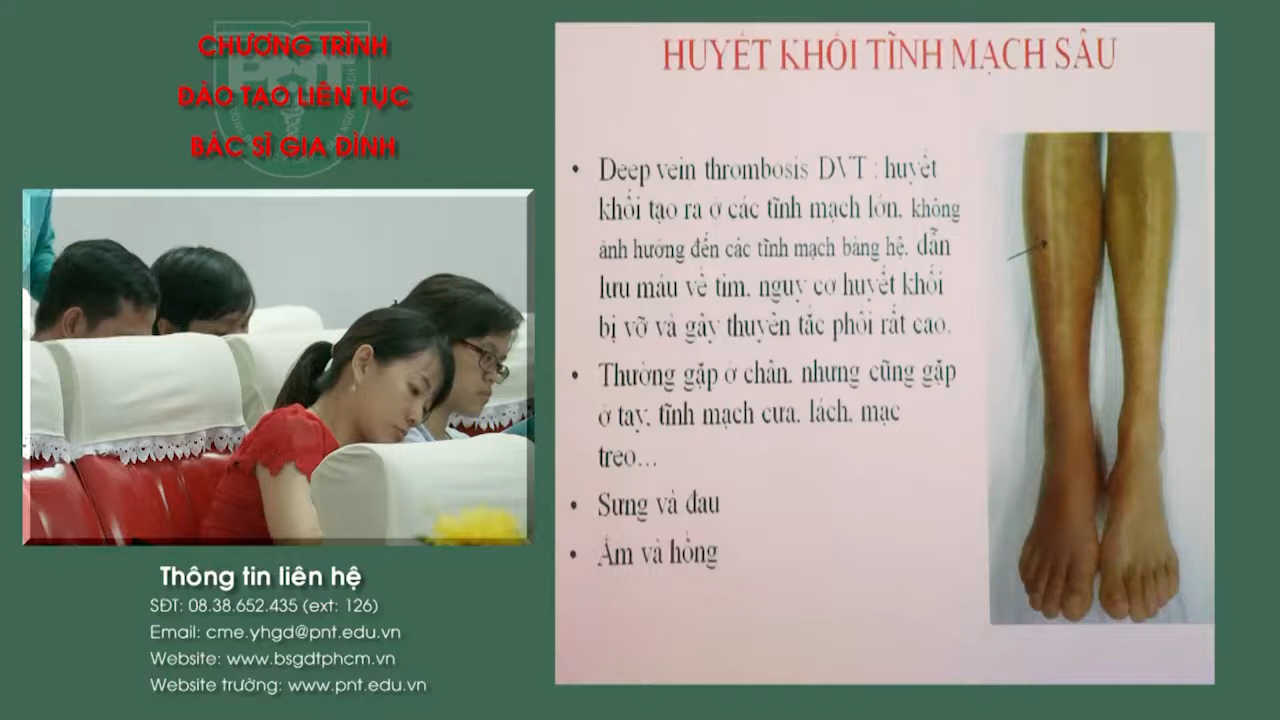 CHƯƠNG TRÌNH
ĐÀO TẠO LIÊN TỤC
BÁC SĨ GIA ĐÌNH
Thông tin liên hệ
SĐT: 08.38.652.435 (ext: 126)
Email: cme.yhgd@pnt.edu.vn
Website: www.bsgdtphcm.vn
Website trường: www.pnt.edu.vn
HUYẾT KHỐI TĨNH MẠCH SÂU
• Deep vein thrombosis DVT : huyết
khối tạo ra ở các tĩnh mạch lớn, không
ảnh hưởng đến các tĩnh mạch bàng hệ, dẫn
lưu máu về tim, nguy cơ huyết khối
bị vỡ và gây thuyên tắc phổi rất cao.
• Thường gặp ở chân, nhưng cũng gặp
ở tay, tĩnh mạch cửa, lách, mạc
treo…
• Sưng và đau
• Ấm và hồng